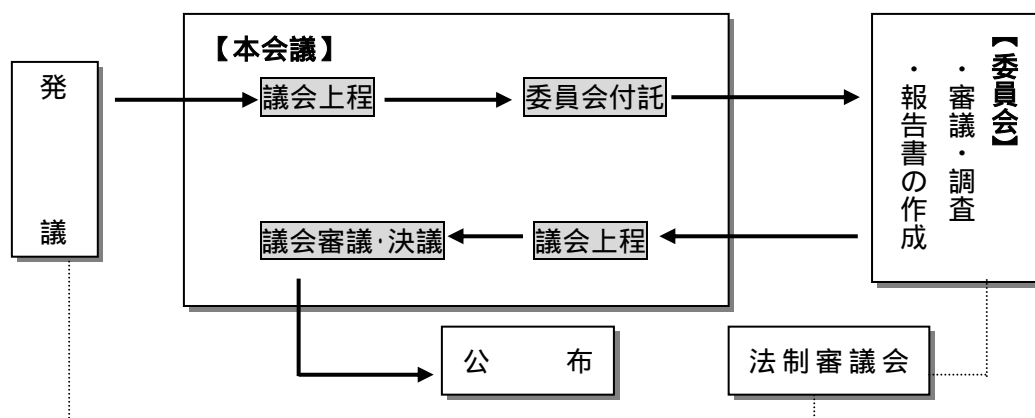 発議
【本会議】
議会上程
委員会付託
【委員会】
・審議・調査
・報告書の作成
議会上程
議会審議・決議
公布
法制審議会